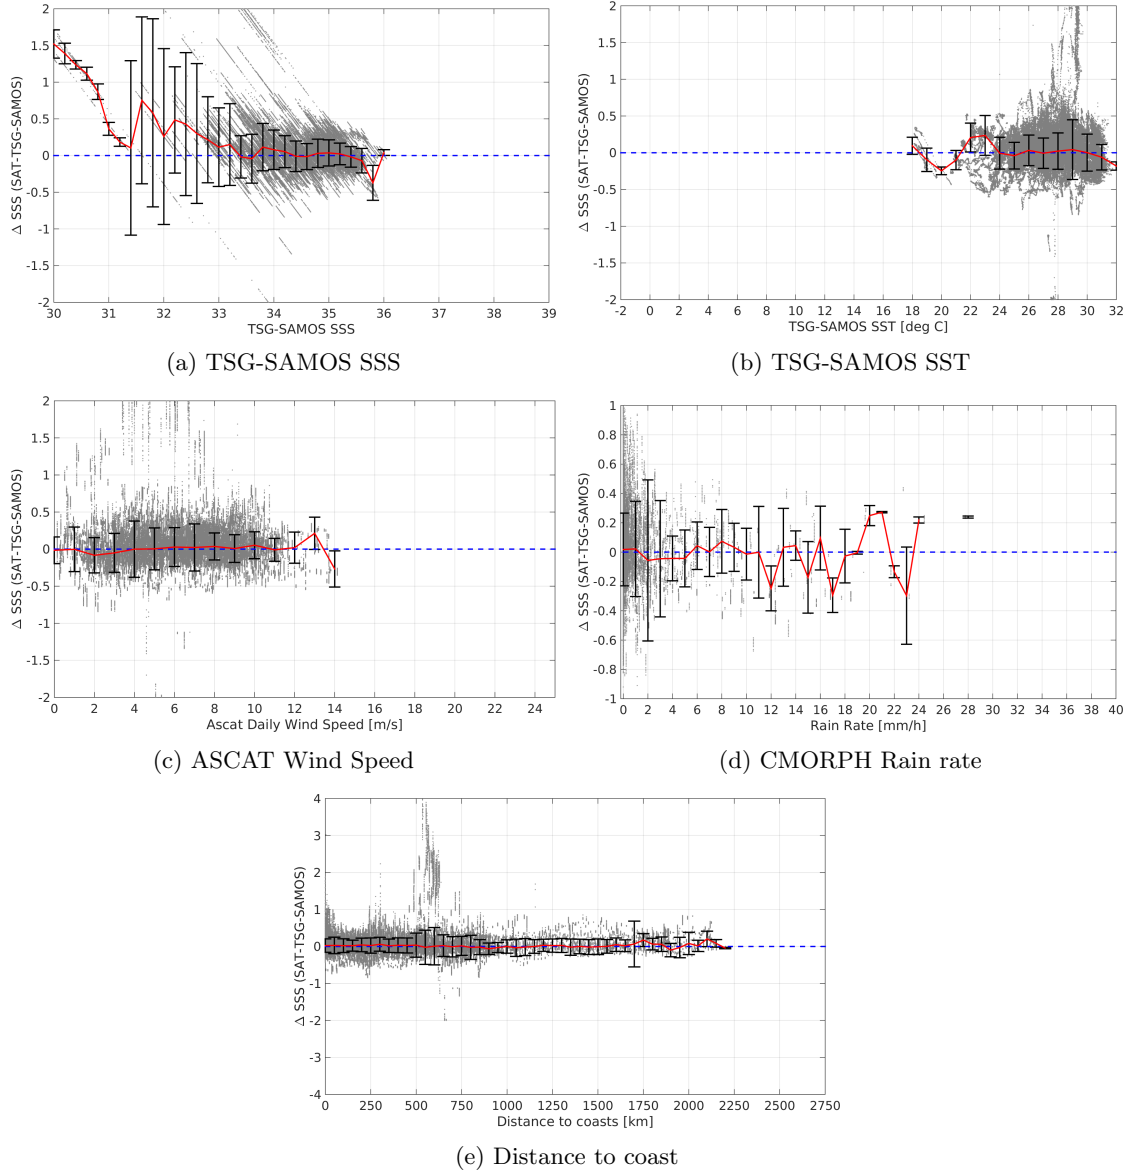 2
1.5
1
0.5
0
-0.5
-1
-1.5
-2
Δ SSS (SAT-TSG-SAMOS)
30 31 32 33 34 35 36 37 38 39
TSG-SAMOS SSS
(a) TSG-SAMOS SSS
2
1.5
1
0.5
0
-0.5
-1
-1.5
-2
Δ SSS (SAT-TSG-SAMOS)
-2 0 2 4 6 8 10 12 14 16 18 20 22 24 26 28 30 32
TSG-SAMOS SST [deg C]
(b) TSG-SAMOS SST
2
1.5
1
0.5
0
-0.5
-1
-1.5
-2
Δ SSS (SAT-TSG-SAMOS)
0 2 4 6 8 10 12 14 16 18 20 22 24
Ascat Daily Wind Speed [m/s]
(c) ASCAT Wind Speed
1
0.8
0.6
0.4
0.2
0
-0.2
-0.4
-0.6
-0.8
-1
Δ SSS (SAT-TSG-SAMOS)
0 2 4 6 8 10 12 14 16 18 20 22 24 26 28 30 32 34 36 38 40
Rain Rate [mm/h]
(d) CMORPH Rain rate
4
3
2
1
0
-1
-2
-3
-4
Δ SSS (SAT-TSG-SAMOS)
0 250 500 750 1000 1250 1500 1750 2000 2250 2500 2750
Distance to coasts [km]
(e) Distance to coast